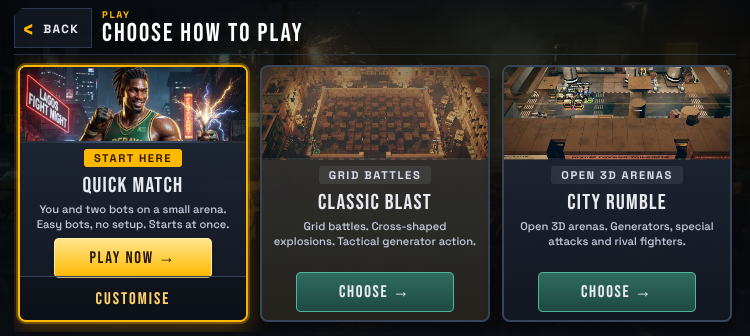 < BACK
PLAY
CHOOSE HOW TO PLAY
LAGOS
FIGHT NIGHT
START HERE
QUICK MATCH
You and two bots on a small arena.
Easy bots, no setup. Starts at once.
PLAY NOW →
CUSTOMISE
GRID BATTLES
CLASSIC BLAST
Grid battles. Cross-shaped
explosions. Tactical generator action.
CHOOSE →
OPEN 3D ARENAS
CITY RUMBLE
Open 3D arenas. Generators, special
attacks and rival fighters.
CHOOSE →